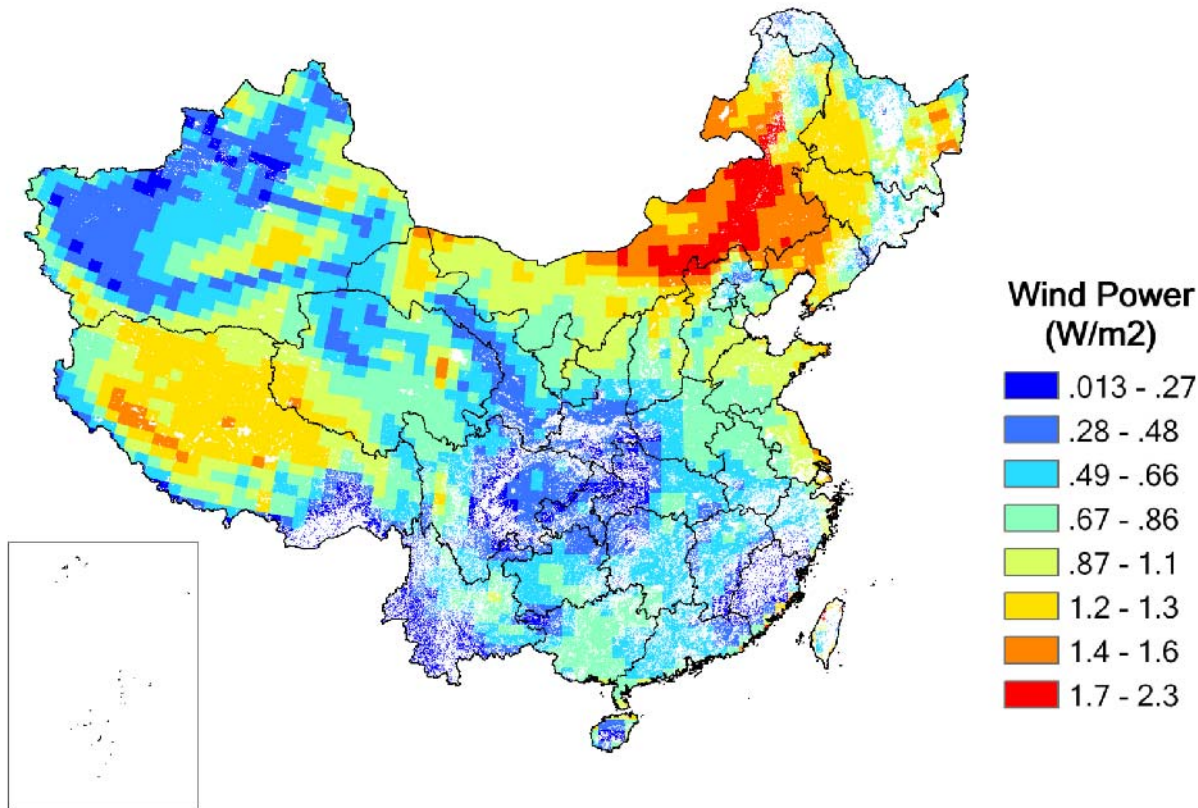 Wind Power
(W/m2)
.013 - .27
.28 - .48
.49 - .66
.67 - .86
.87 - 1.1
1.2 - 1.3
1.4 - 1.6
1.7 - 2.3